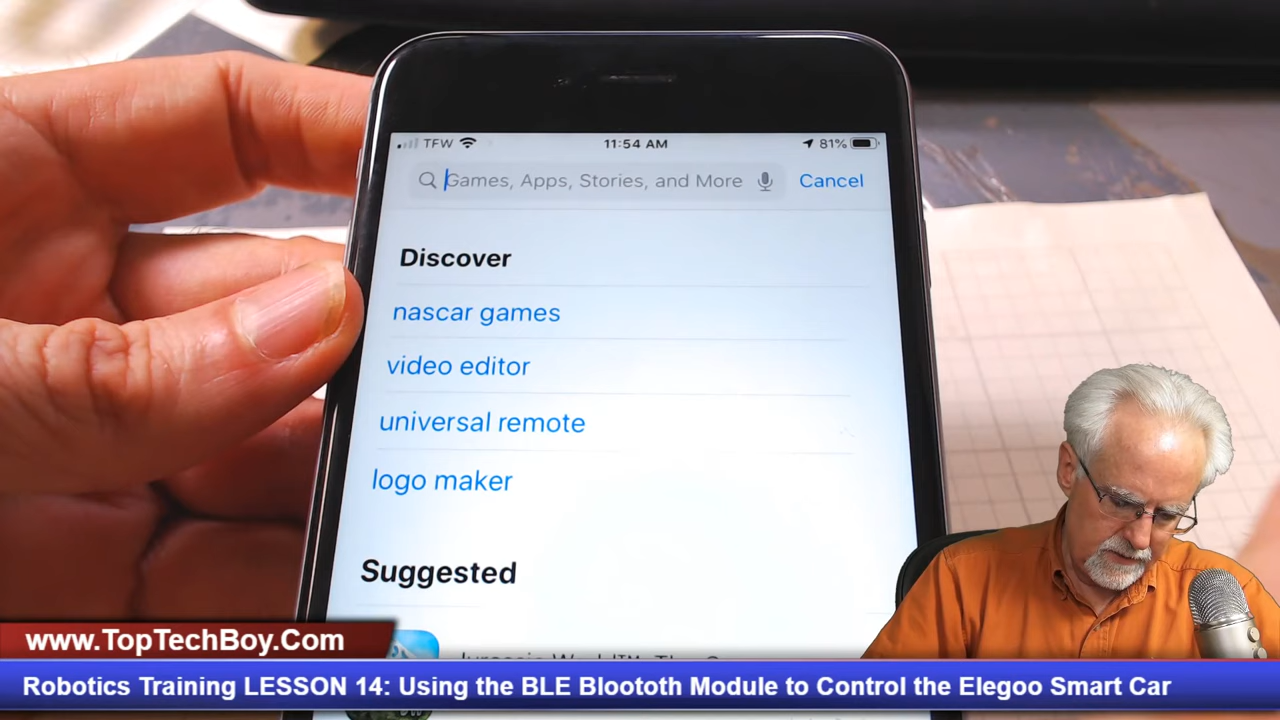 TFW 11:54 AM 81%
Games, Apps, Stories, and More Cancel
Discover
nascar games
video editor
universal remote
logo maker
Suggested
www.TopTechBoy.Com
Robotics Training LESSON 14: Using the BLE Bloototh Module to Control the Elegoo Smart Car